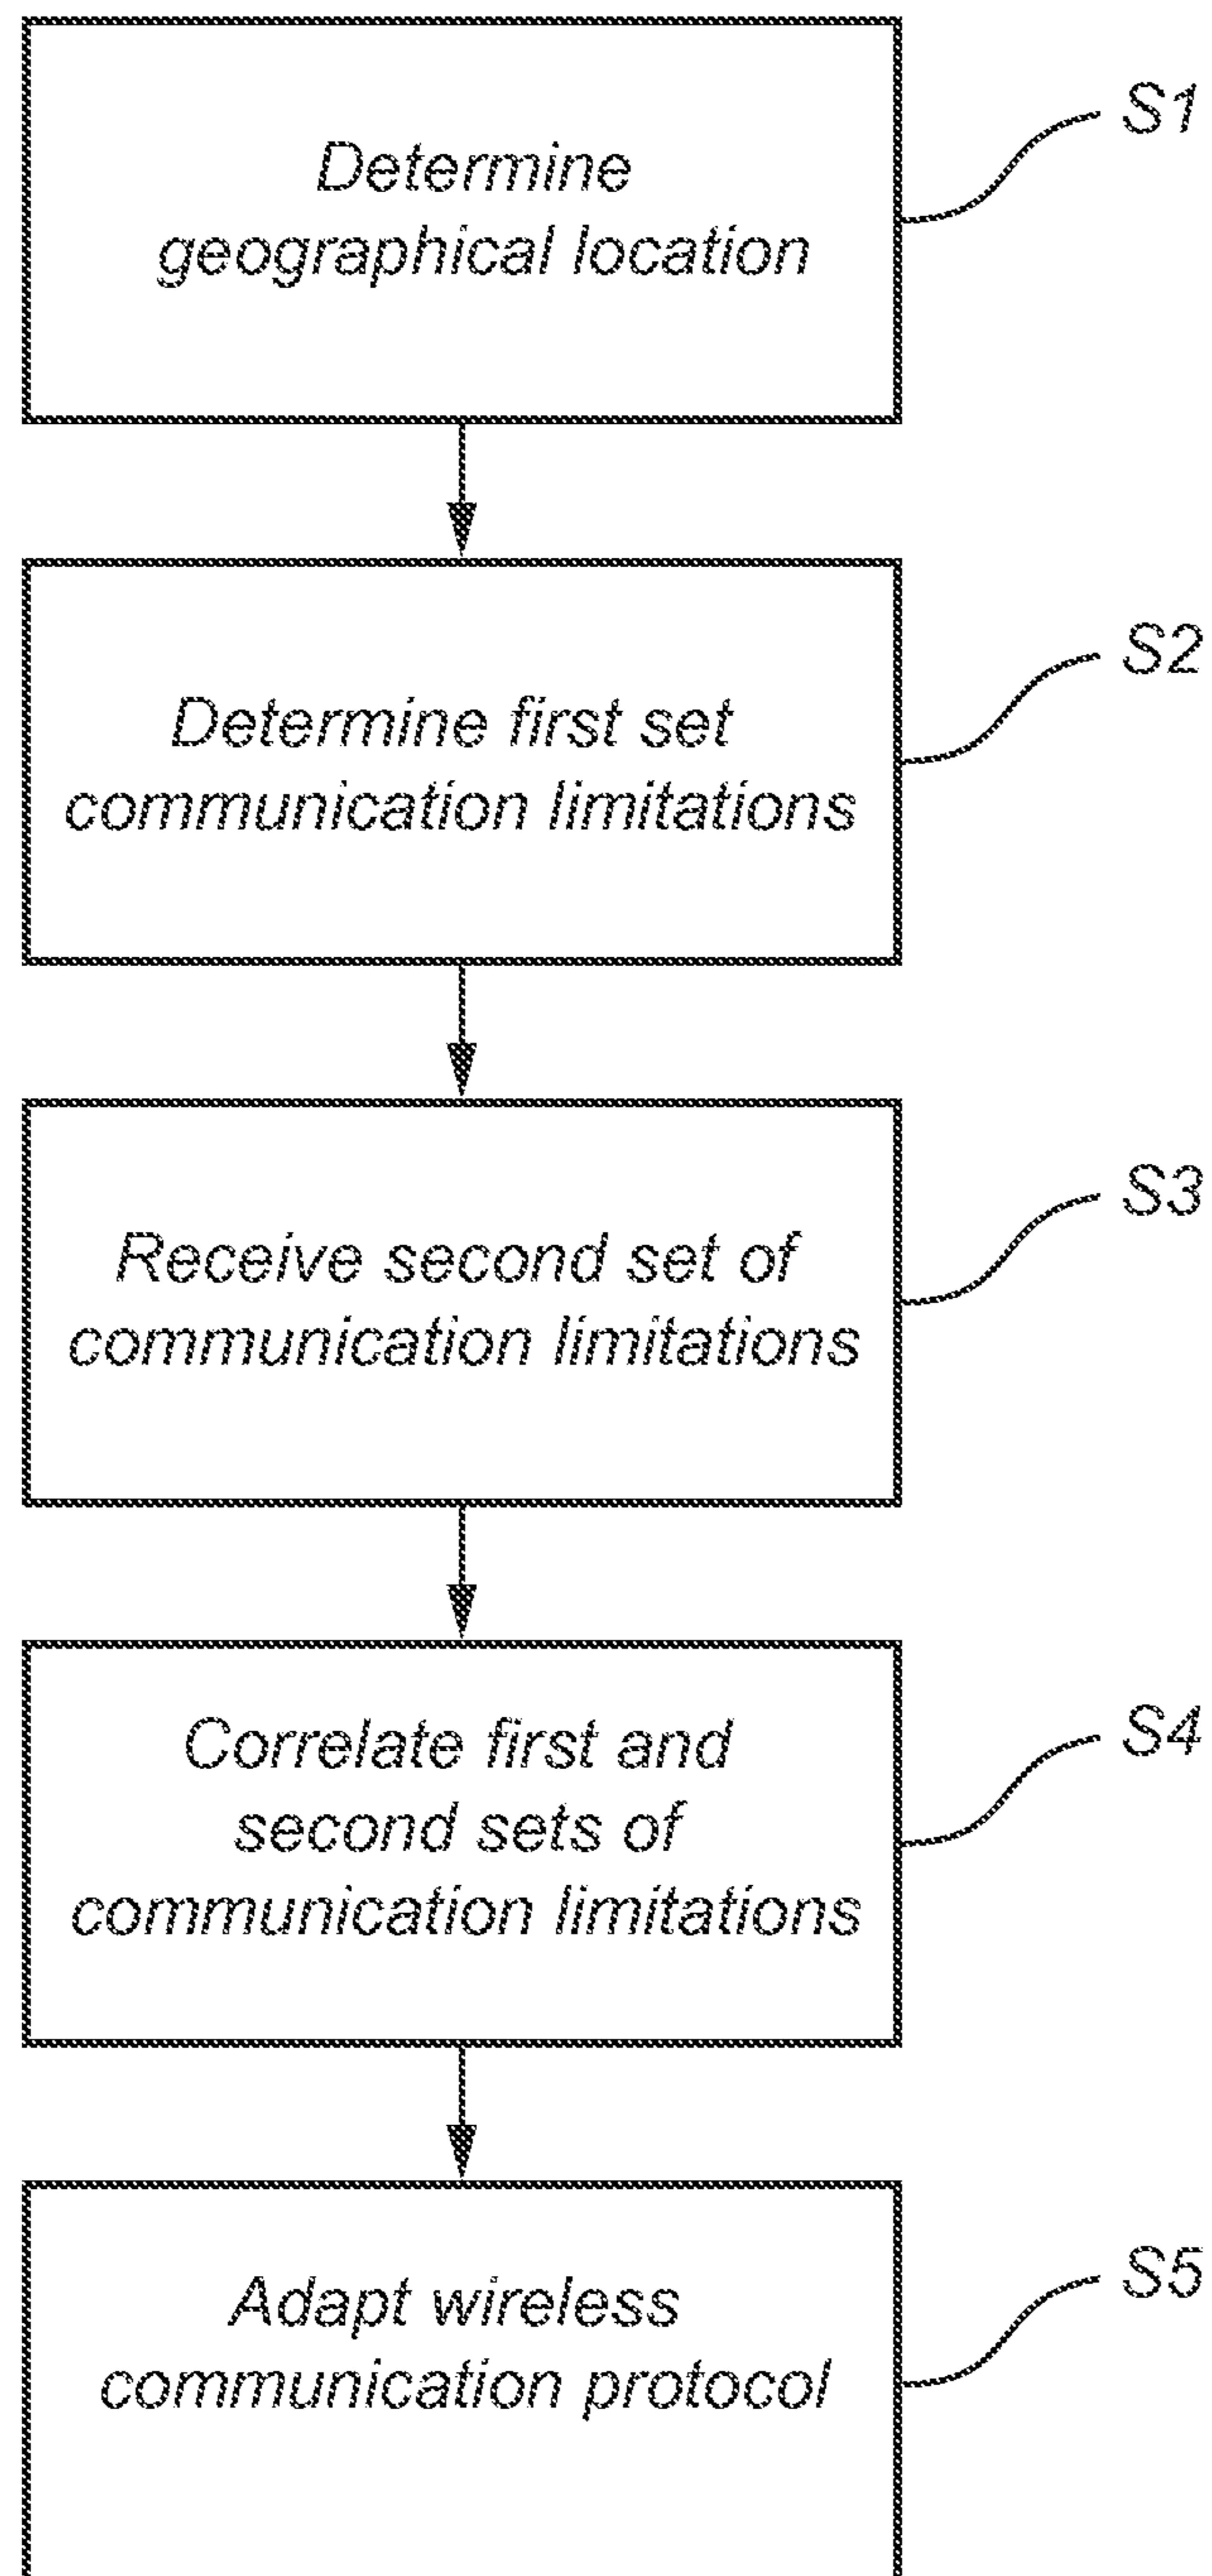 Determine
geographical location
S1
Determine first set
communication limitations
S2
Receive second set of
communication limitations
S3
Correlate first and
second sets of
communication limitations
S4
Adapt wireless
communication protocol
S5